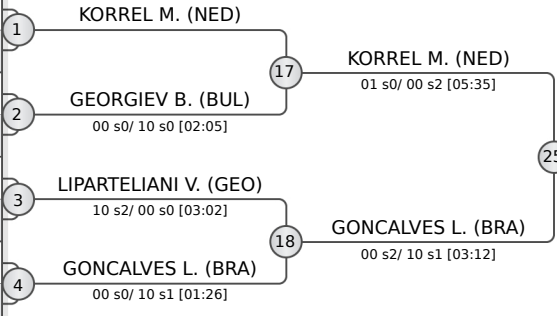 KORREL M. (NED)
1
17
KORREL M. (NED)
01 s0/ 00 s2 [05:35]
GEORGIEV B. (BUL)
2
00 s0/ 10 s0 [02:05]
25
LIPARTELIANI V. (GEO)
3
10 s2/ 00 s0 [03:02]
18
GONCALVES L. (BRA)
00 s2/ 10 s1 [03:12]
GONCALVES L. (BRA)
4
00 s0/ 10 s1 [01:26]